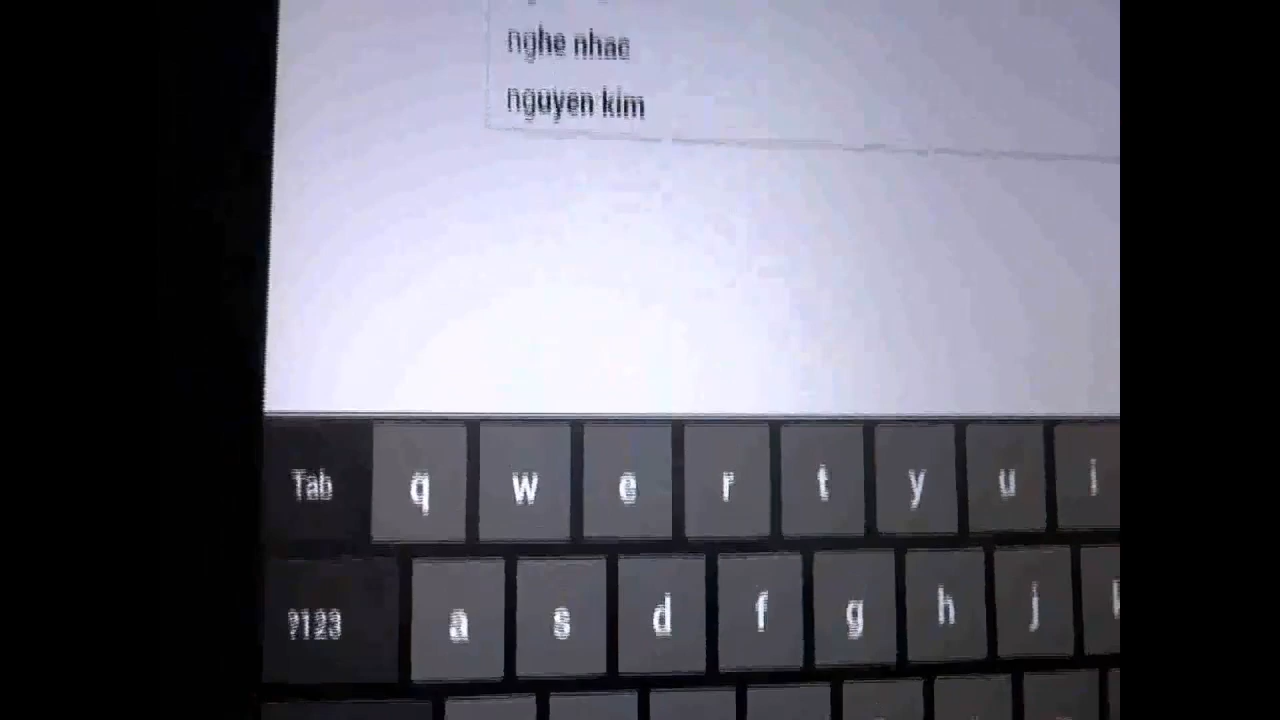 nghe nhac
nguyen kim
Tab q w e r t y u i
?123 a s d f g h j